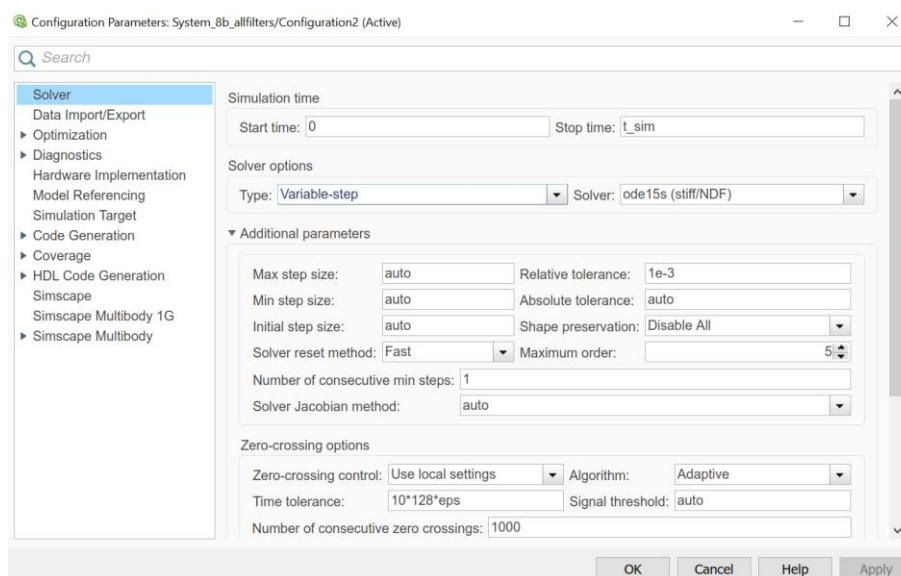 Configuration Parameters: System_8b_allfilters/Configuration2 (Active)
Search
Solver
Data Import/Export
Optimization
Diagnostics
Hardware Implementation
Model Referencing
Simulation Target
Code Generation
Coverage
HDL Code Generation
Simscape
Simscape Multibody 1G
Simscape Multibody
Simulation time
Start time: 0 Stop time: t_sim
Solver options
Type: Variable-step Solver: ode15s (stiff/NDF)
Additional parameters
Max step size: auto Relative tolerance: 1e-3
Min step size: auto Absolute tolerance: auto
Initial step size: auto Shape preservation: Disable All
Solver reset method: Fast Maximum order: 5
Number of consecutive min steps: 1
Solver Jacobian method: auto
Zero-crossing options
Zero-crossing control: Use local settings Algorithm: Adaptive
Time tolerance: 10*128*eps Signal threshold: auto
Number of consecutive zero crossings: 1000
OK Cancel Help Apply